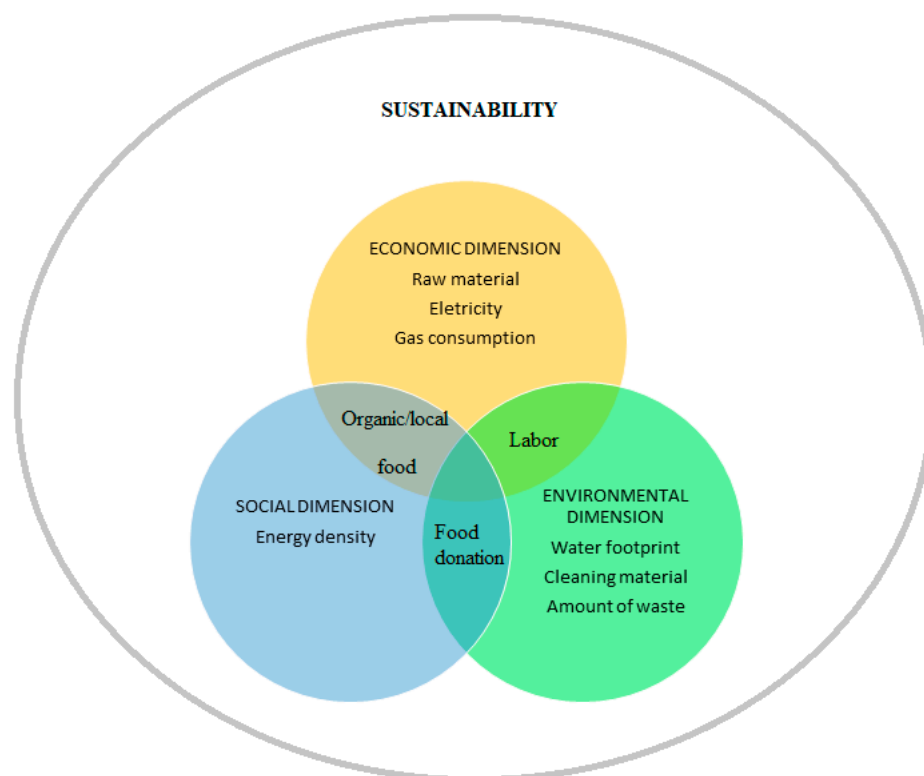 SUSTAINABILITY
ECONOMIC DIMENSION
Raw material
Eletricity
Gas consumption
Organic/local
food
Labor
SOCIAL DIMENSION
Energy density
Food
donation
ENVIRONMENTAL
DIMENSION
Water footprint
Cleaning material
Amount of waste